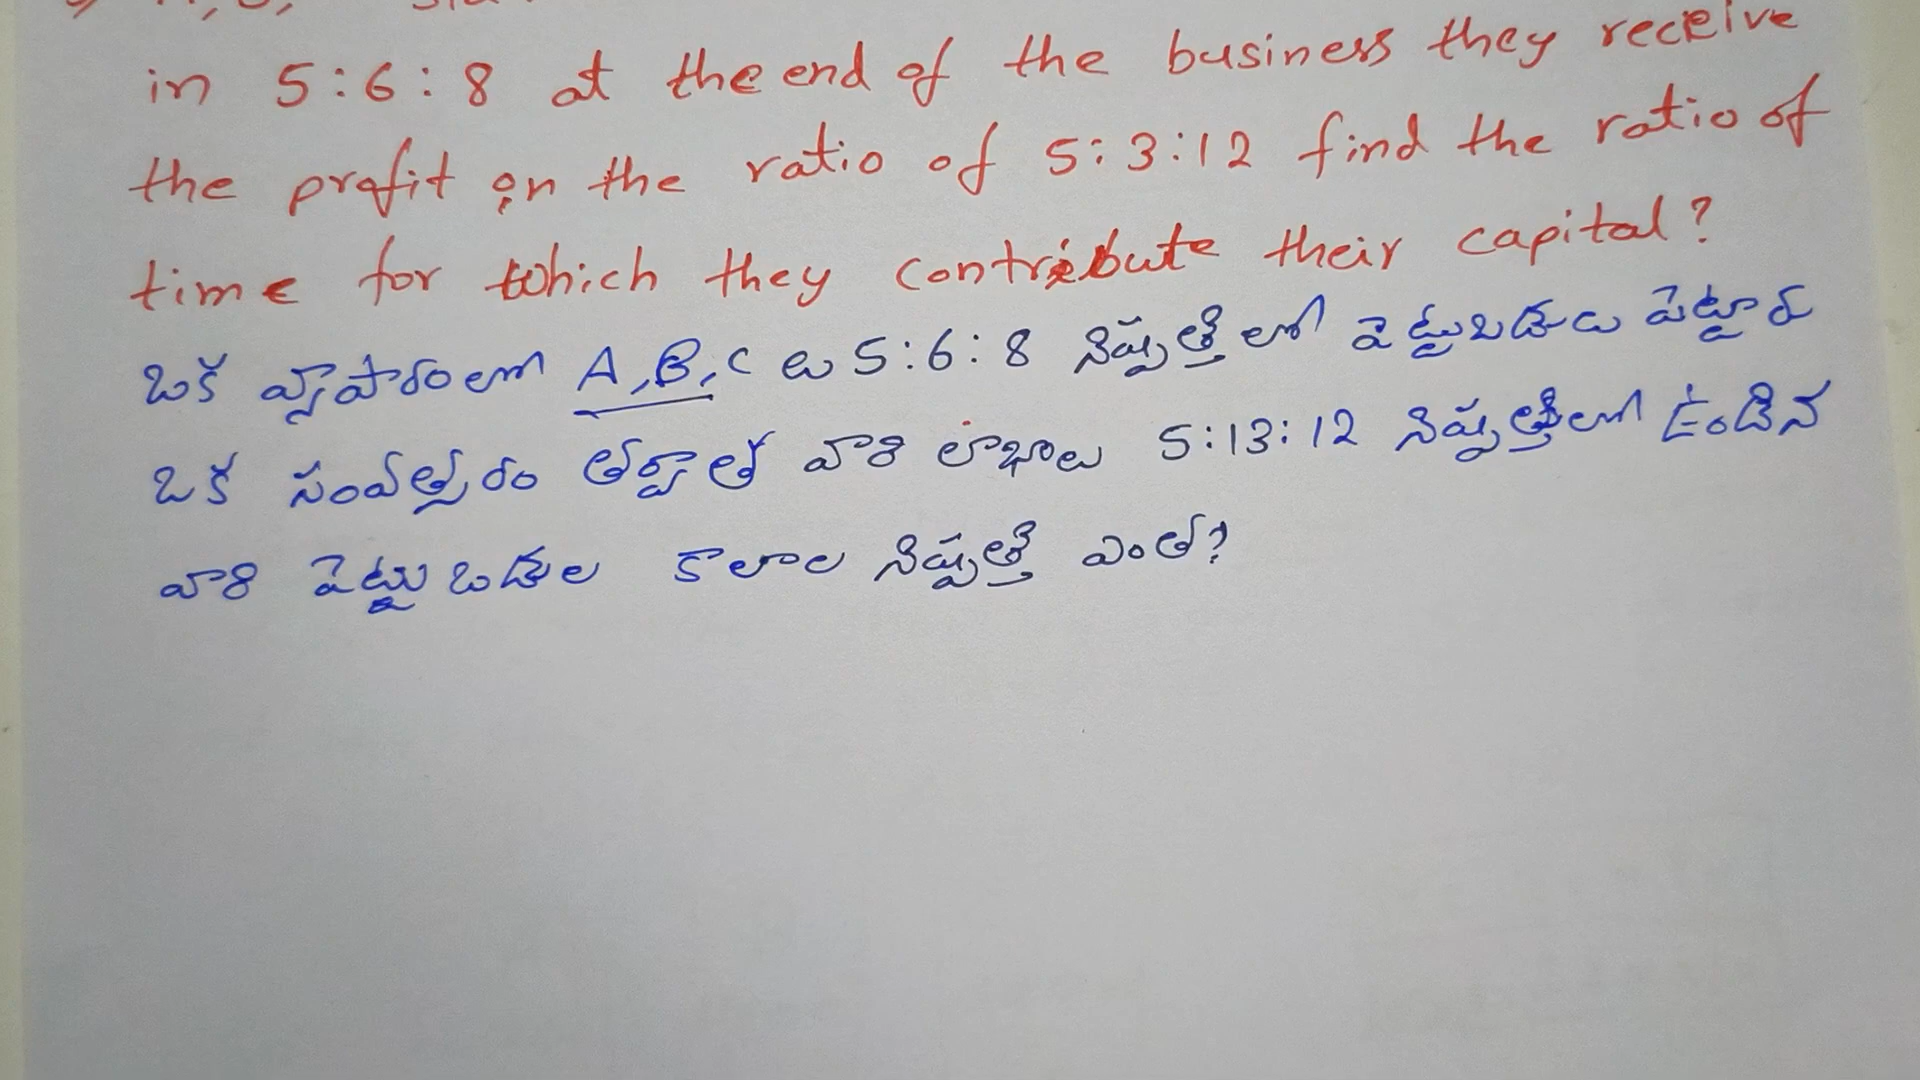 in 5:6:8 at the end of the business they receive
the profit in the ratio of 5:3:12 find the ratio of
time for which they contribute their capital?
ఒక వ్యాపారంలో A,B,C లు 5:6:8 నిష్పత్తిలో పెట్టుబడులు పెట్టార్
ఒక సంవత్సరం తర్వాత వారి లాభాలు 5:13:12 నిష్పత్తిలో ఉండిన
వారి పెట్టుబడుల కాలాల నిష్పత్తి ఎంత?